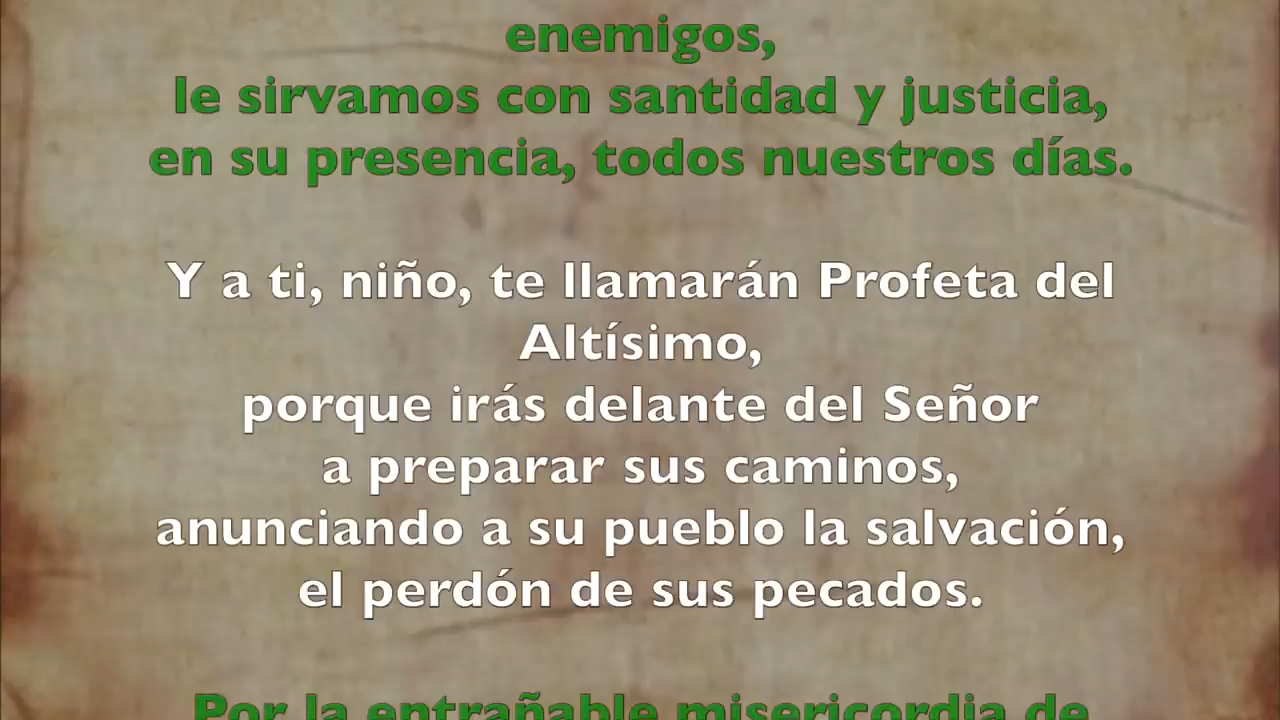 enemigos,
le sirvamos con santidad y justicia,
en su presencia, todos nuestros días.
Y a ti, niño, te llamarán Profeta del
Altísimo,
porque irás delante del Señor
a preparar sus caminos,
anunciando a su pueblo la salvación,
el perdón de sus pecados.
Por la entrañable misericordia de